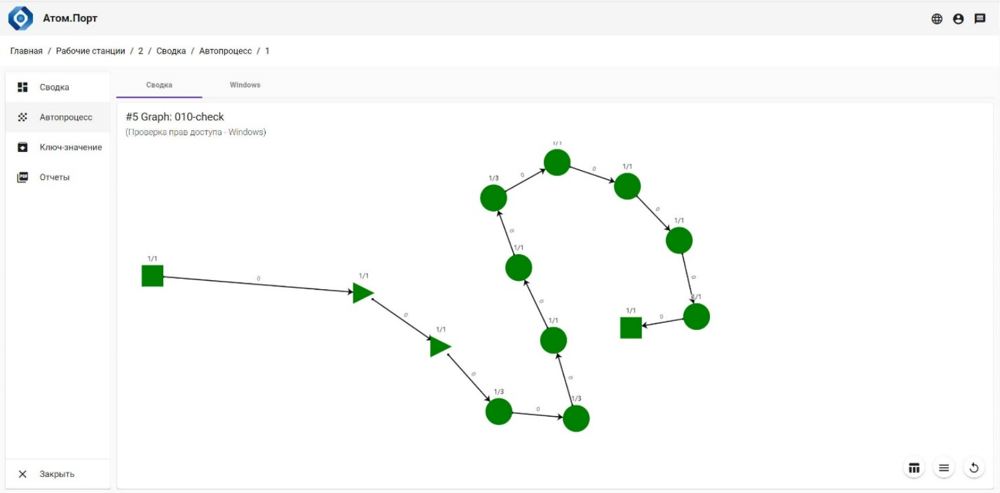 Атом.Порт
Главная / Рабочие станции / 2 / Сводка / Автопроцесс / 1
Сводка
Автопроцесс
Ключ-значение
PDF
Отчеты
Закрыть
Сводка Windows
#5 Graph: 010-check
(Проверка прав доступа - Windows)
1/1
0
1/1
0
1/1
0
1/3
0
1/3
0
1/1
0
1/1
0
1/3
0
1/1
0
1/1
0
1/1
0
1/1
0
1/1